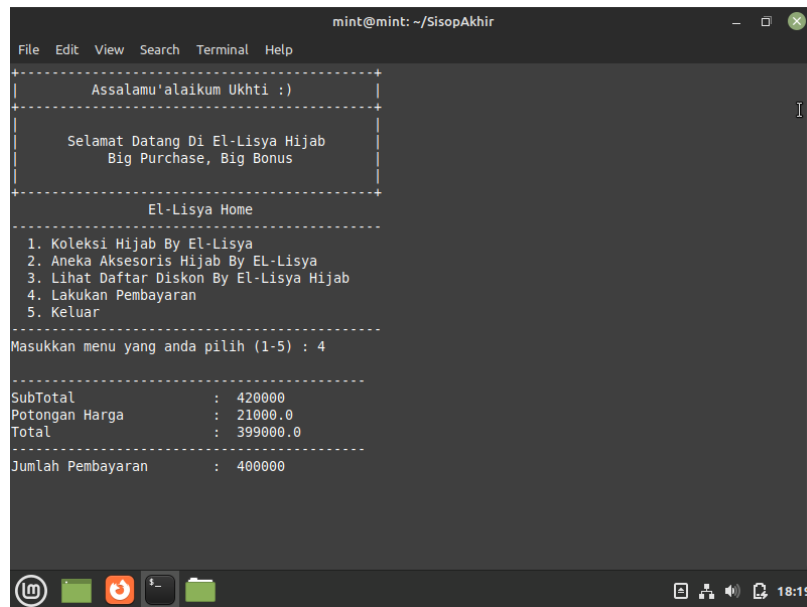 mint@mint: ~/SisopAkhir
File Edit View Search Terminal Help
+--------------------------------------------+
| Assalamu'alaikum Ukhti :) |
+--------------------------------------------+
| |
| Selamat Datang Di El-Lisya Hijab |
| Big Purchase, Big Bonus |
| |
+--------------------------------------------+
El-Lisya Home
----------------------------------------------
1. Koleksi Hijab By El-Lisya
2. Aneka Aksesoris Hijab By EL-Lisya
3. Lihat Daftar Diskon By El-Lisya Hijab
4. Lakukan Pembayaran
5. Keluar
----------------------------------------------
Masukkan menu yang anda pilih (1-5) : 4
--------------------------------------------
SubTotal : 420000
Potongan Harga : 21000.0
Total : 399000.0
--------------------------------------------
Jumlah Pembayaran : 400000
$_